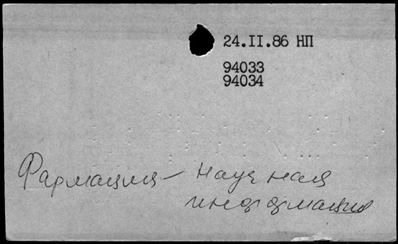 24.II.86 НП
94033
94034
Фармация – научная
информация